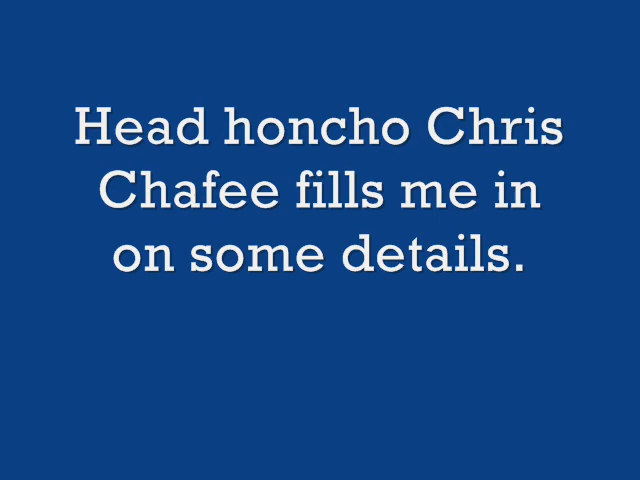 Head honcho Chris
Chafee fills me in
on some details.